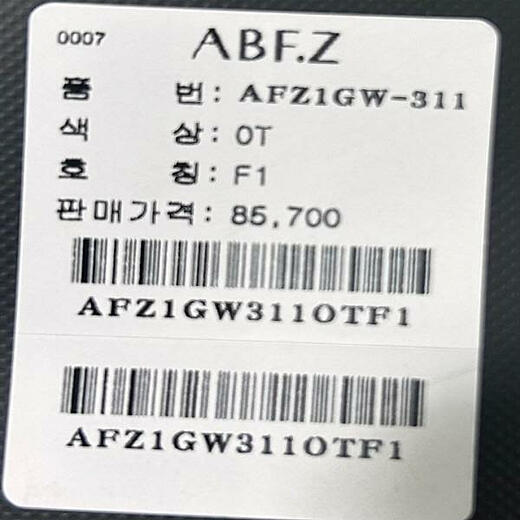 0007 ABF.Z
품 번: AFZ1GW-311
색 상: OT
호 칭: F1
판매가격: 85,700
AFZ1GW311OTF1
AFZ1GW311OTF1